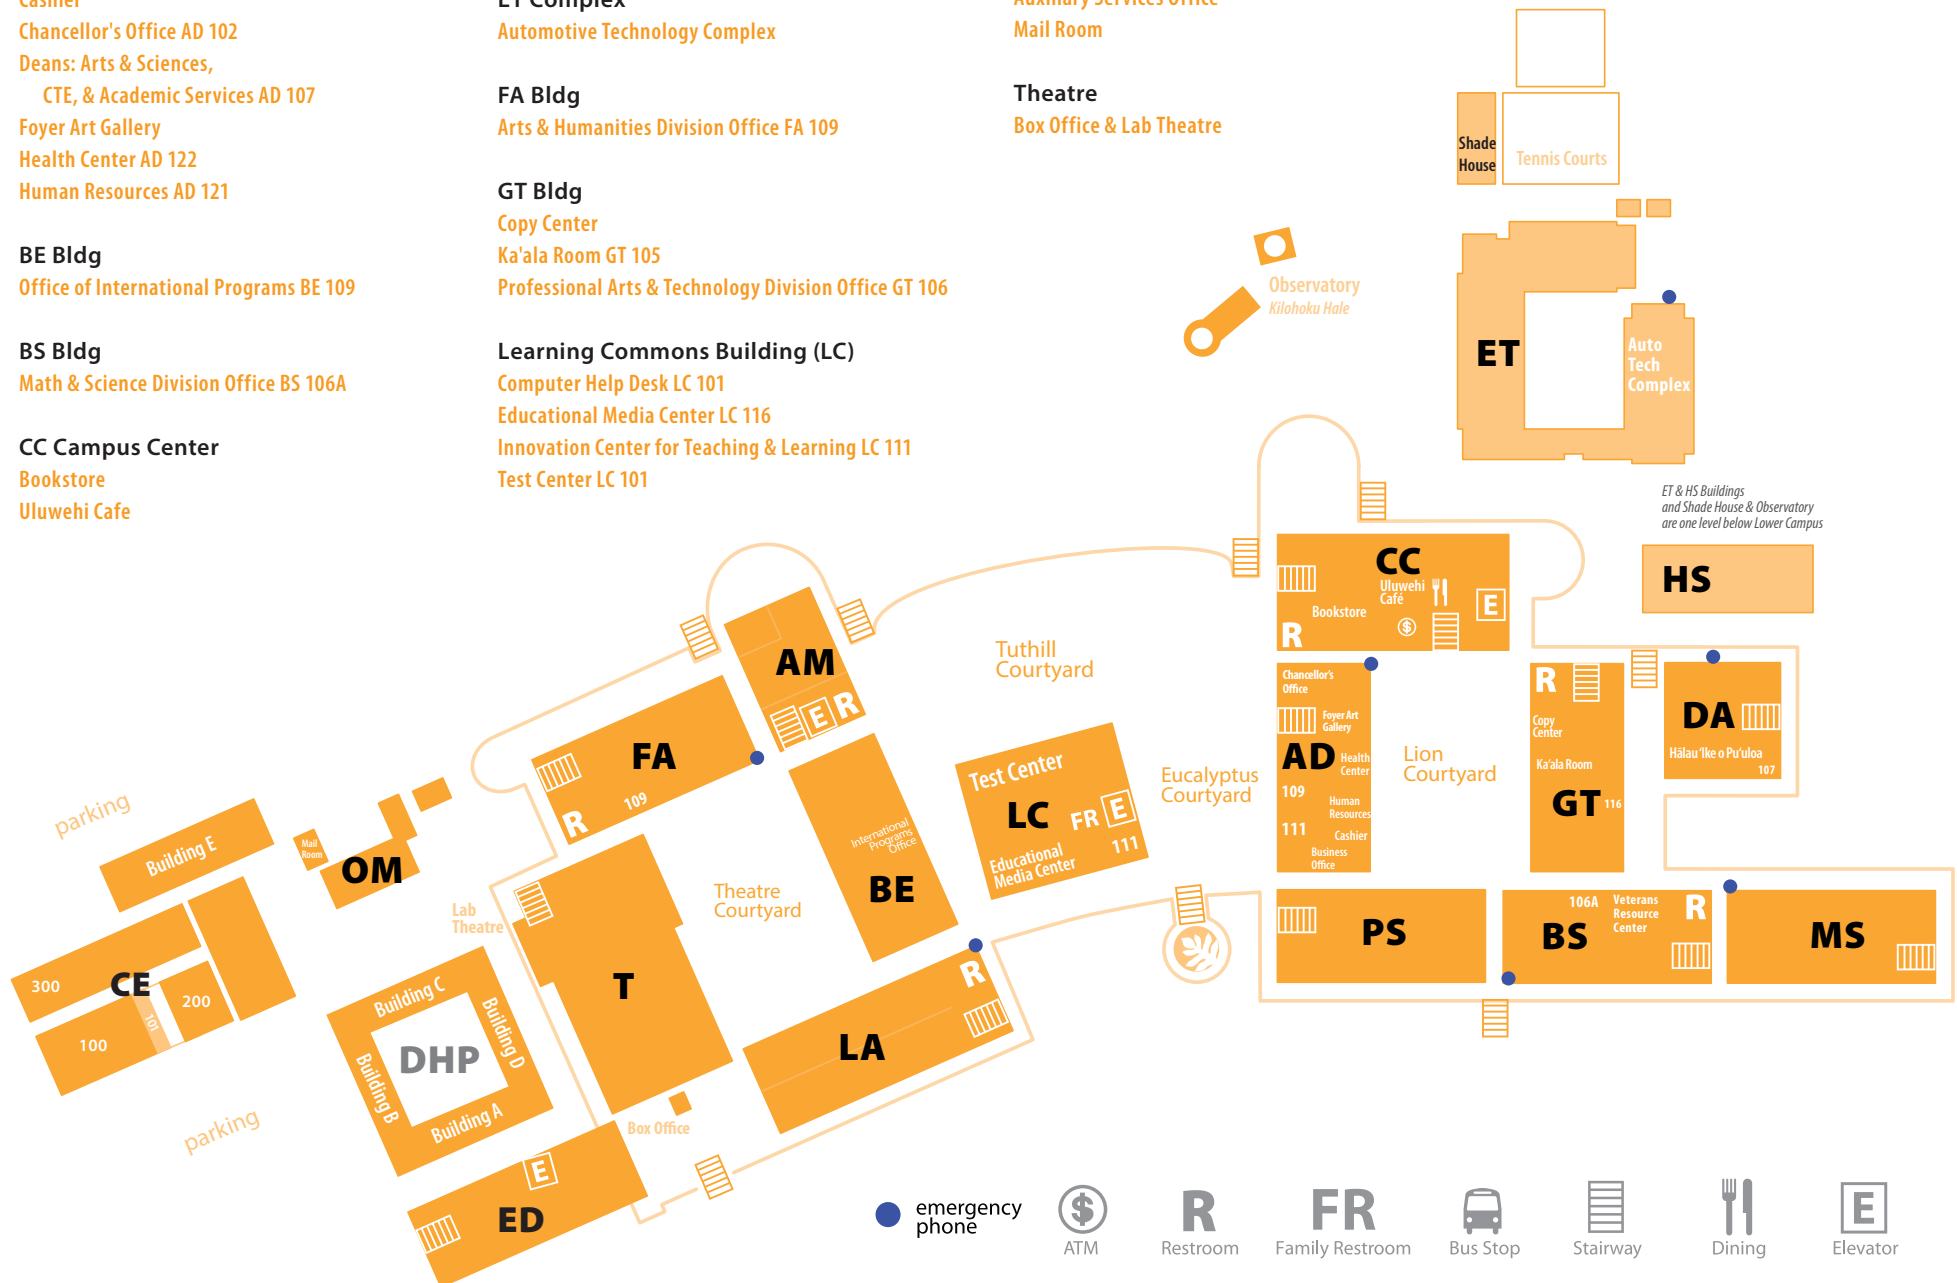 Cashier
Chancellor's Office AD 102
Deans: Arts & Sciences,
CTE, & Academic Services AD 107
Foyer Art Gallery
Health Center AD 122
Human Resources AD 121
BE Bldg
Office of International Programs BE 109
BS Bldg
Math & Science Division Office BS 106A
CC Campus Center
Bookstore
Uluwehi Cafe
ET Complex
Automotive Technology Complex
FA Bldg
Arts & Humanities Division Office FA 109
GT Bldg
Copy Center
Ka'ala Room GT 105
Professional Arts & Technology Division Office GT 106
Learning Commons Building (LC)
Computer Help Desk LC 101
Educational Media Center LC 116
Innovation Center for Teaching & Learning LC 111
Test Center LC 101
Auxiliary Services Office
Mail Room
Theatre
Box Office & Lab Theatre
Shade
House
Tennis Courts
Observatory
Kilohoku Hale
ET
Auto
Tech
Complex
ET & HS Buildings
and Shade House & Observatory
are one level below Lower Campus
HS
CC
Uluwehi
Café
Bookstore
$
E
R
AM
E
R
Tuthill
Courtyard
FA
109
R
Chancellor's
Office
Foyer Art
Gallery
AD
Health
Center
109
Human
Resources
111
Cashier
Business
Office
Lion
Courtyard
R
Copy
Center
Ka'ala Room
GT
116
DA
Hālau 'Ike o Pu'uloa
107
Test Center
LC
FR
E
111
Educational
Media Center
Eucalyptus
Courtyard
International
Programs
Office
BE
parking
Building E
Mail
Room
OM
Lab
Theatre
Theatre
Courtyard
T
PS
106A
Veterans
Resource
Center
R
BS
MS
300
CE
200
101
100
Building C
Building D
DHP
Building B
Building A
R
LA
parking
Box Office
E
ED
emergency
phone
$
ATM
R
Restroom
FR
Family Restroom
Bus Stop
Stairway
Dining
E
Elevator